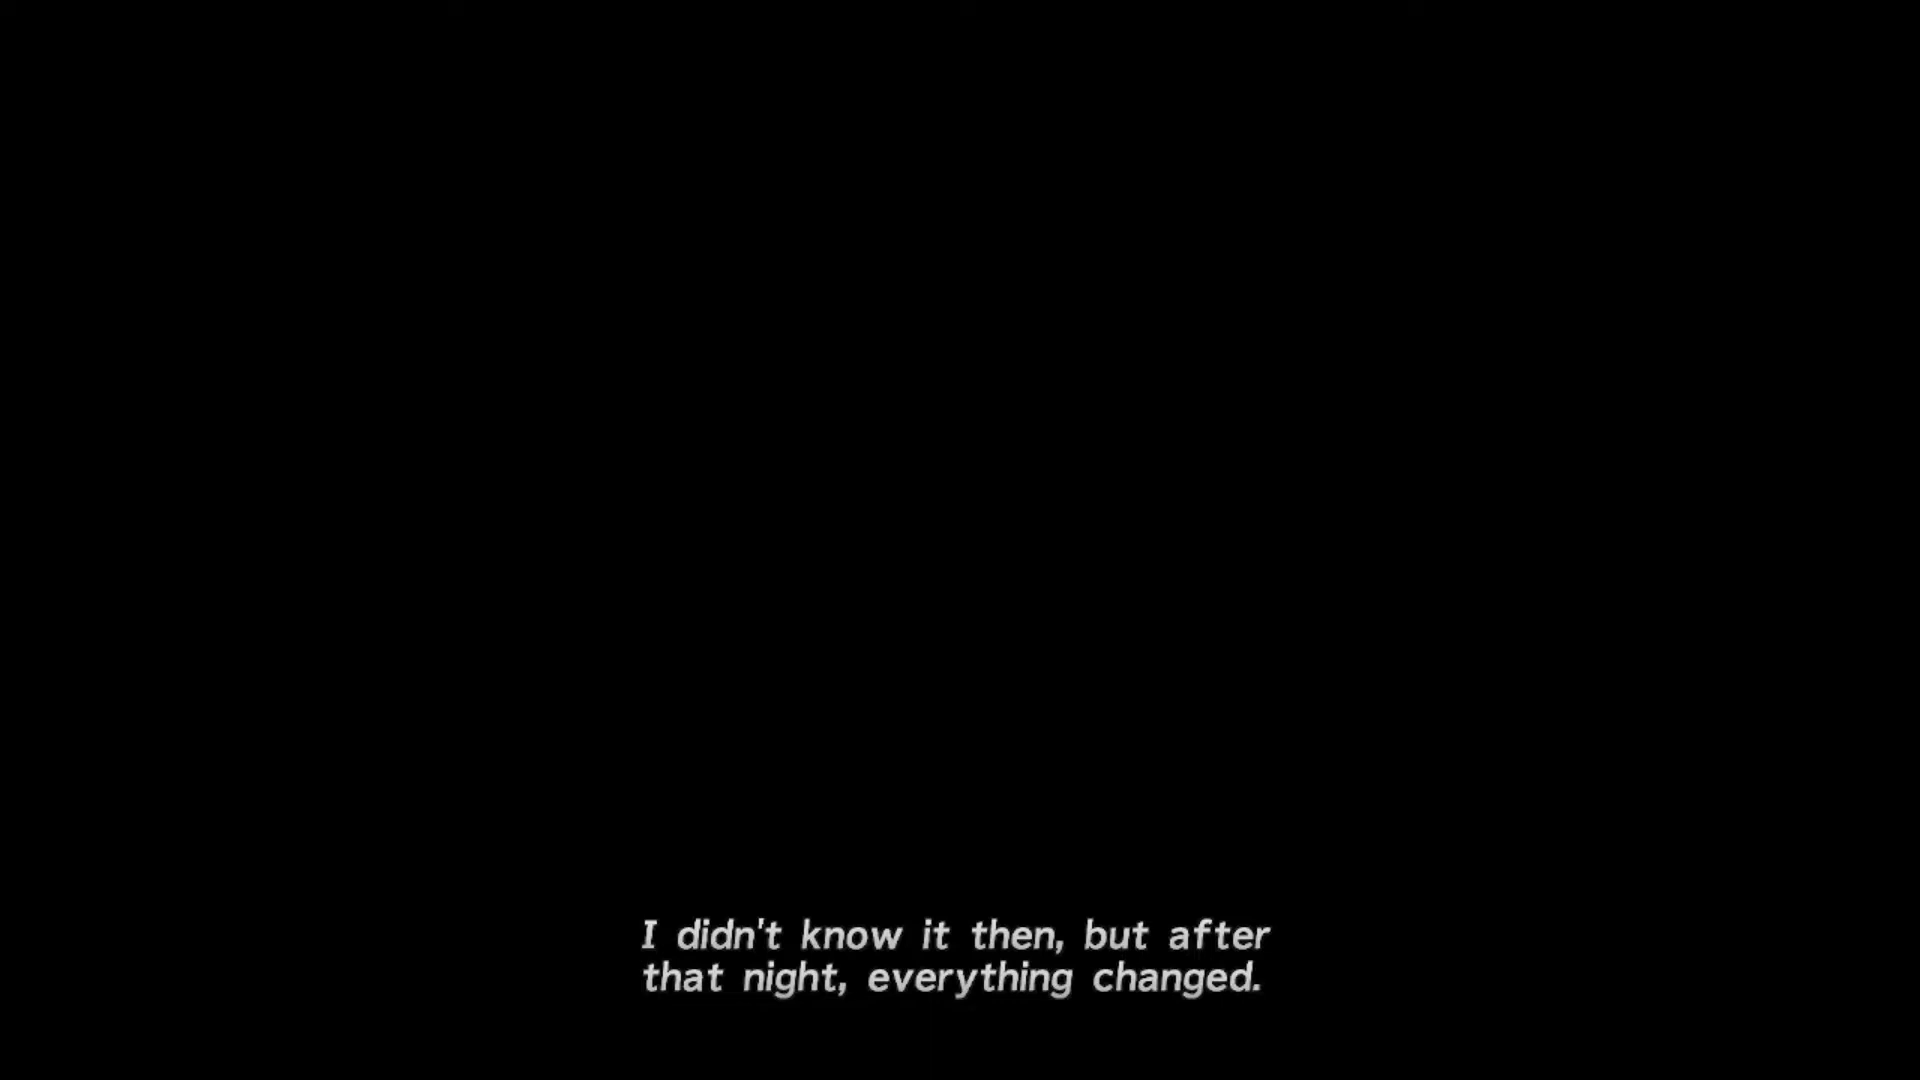 I didn't know it then, but after
that night, everything changed.